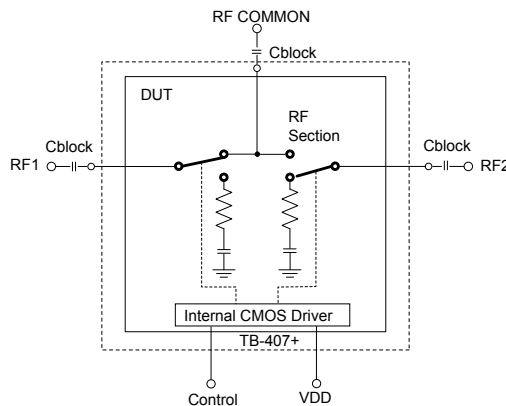 RF COMMON
Cblock
DUT
RF
Section
Cblock
RF1
Cblock
RF2
Internal CMOS Driver
TB-407+
Control
VDD